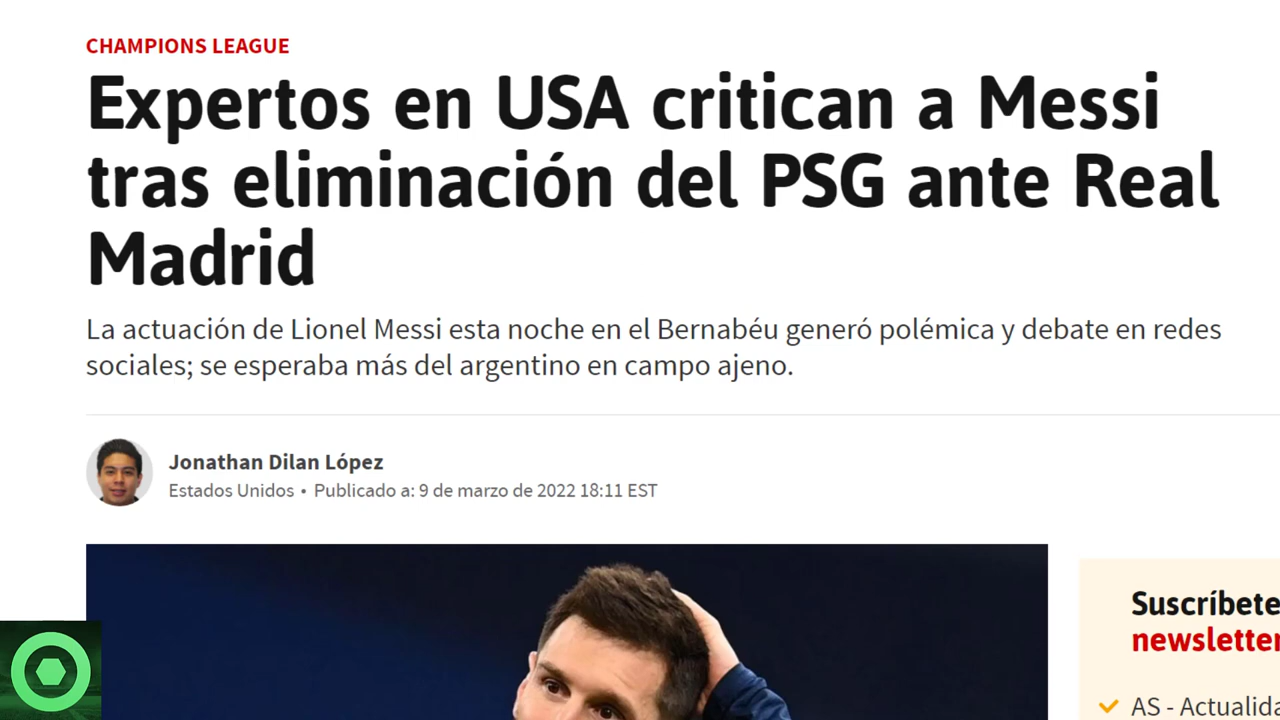 CHAMPIONS LEAGUE
Expertos en USA critican a Messi
tras eliminación del PSG ante Real
Madrid
La actuación de Lionel Messi esta noche en el Bernabéu generó polémica y debate en redes
sociales; se esperaba más del argentino en campo ajeno.
Jonathan Dilan López
Estados Unidos • Publicado a: 9 de marzo de 2022 18:11 EST
Suscríbete
newsletter
AS - Actualida